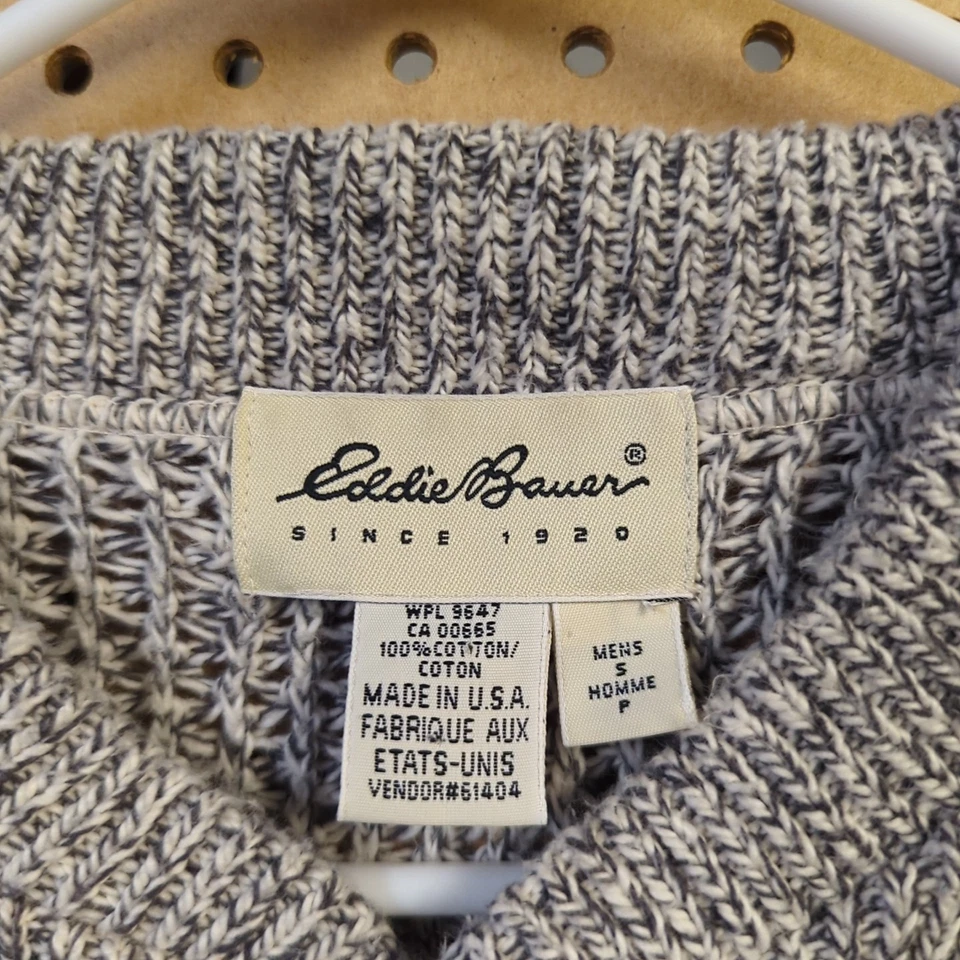 Eddie Bauer®
SINCE 1920
WPL 9647
CA 00665
100%COTTON/
COTON
MADE IN U.S.A.
FABRIQUE AUX
ETATS-UNIS
VENDOR#61404
MENS
S
HOMME
P